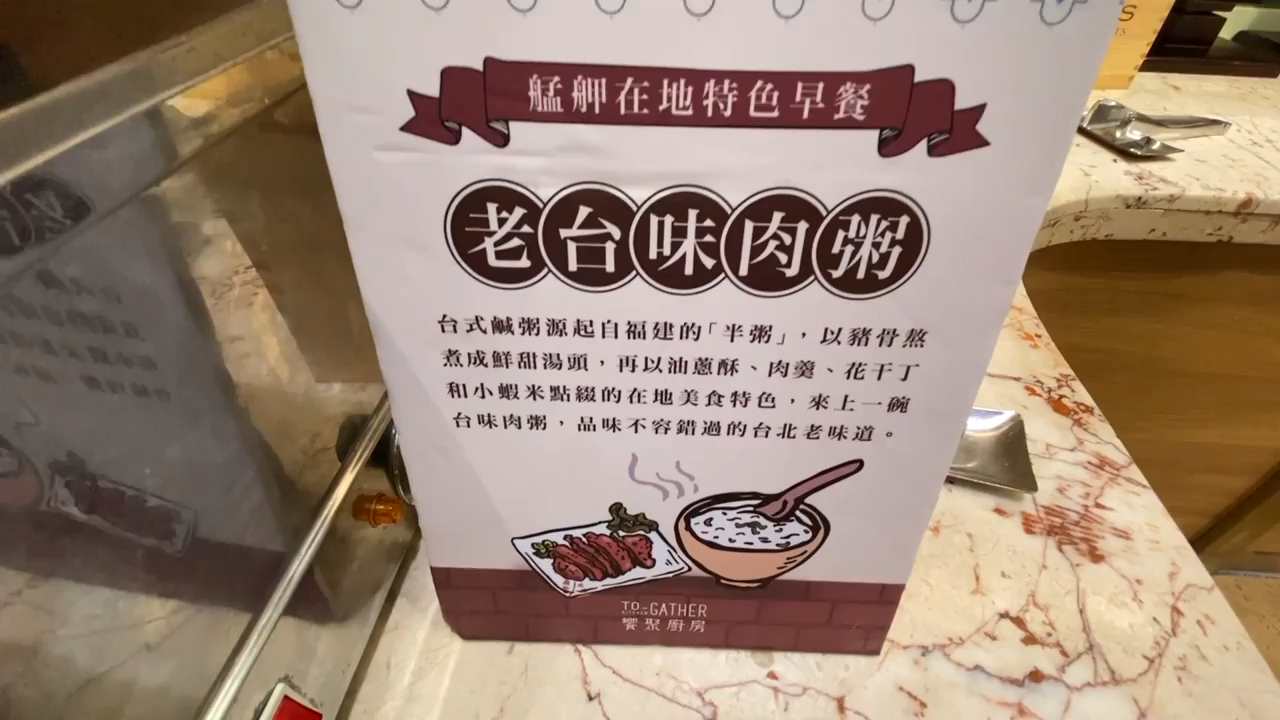 艋舺在地特色早餐
老台味肉粥
台式鹹粥源起自福建的「半粥」，以豬骨熬
煮成鮮甜湯頭，再以油蔥酥、肉羹、花干丁
和小蝦米點綴的在地美食特色，來上一碗
台味肉粥，品味不容錯過的台北老味道。
TO GATHER
饗聚廚房